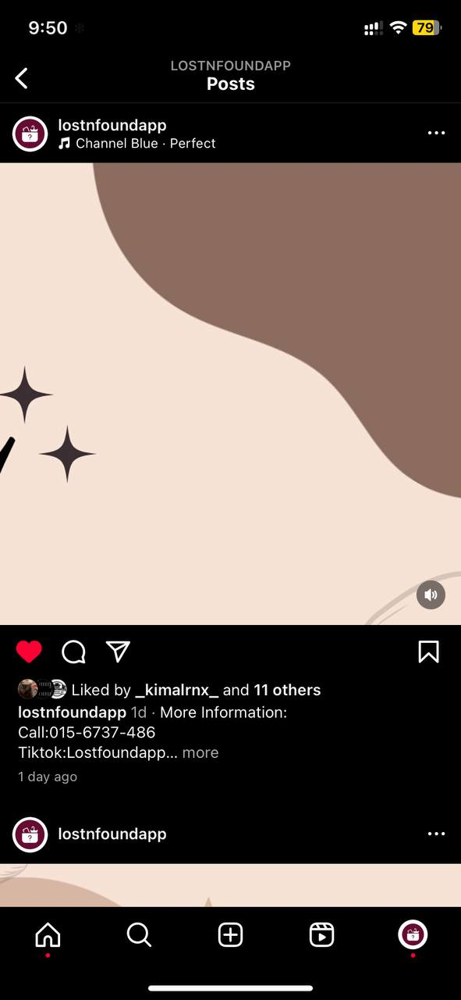 9:50
79
LOSTNFOUNDAPP
Posts
lostnfoundapp
Channel Blue · Perfect
Liked by _kimalrnx_ and 11 others
lostnfoundapp 1d · More Information:
Call:015-6737-486
Tiktok:Lostfoundapp... more
1 day ago
lostnfoundapp